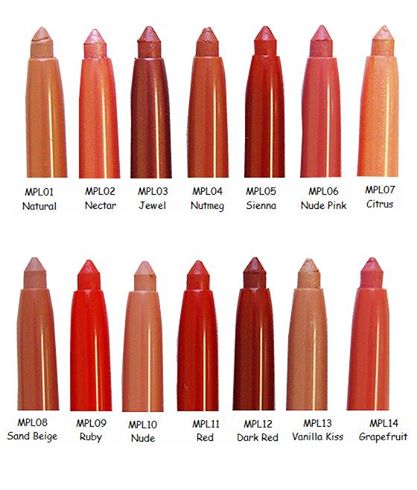 MPL01 MPL02 MPL03 MPL04 MPL05 MPL06 MPL07
Natural Nectar Jewel Nutmeg Sienna Nude Pink Citrus
MPL08 MPL09 MPL10 MPL11 MPL12 MPL13 MPL14
Sand Beige Ruby Nude Red Dark Red Vanilla Kiss Grapefruit